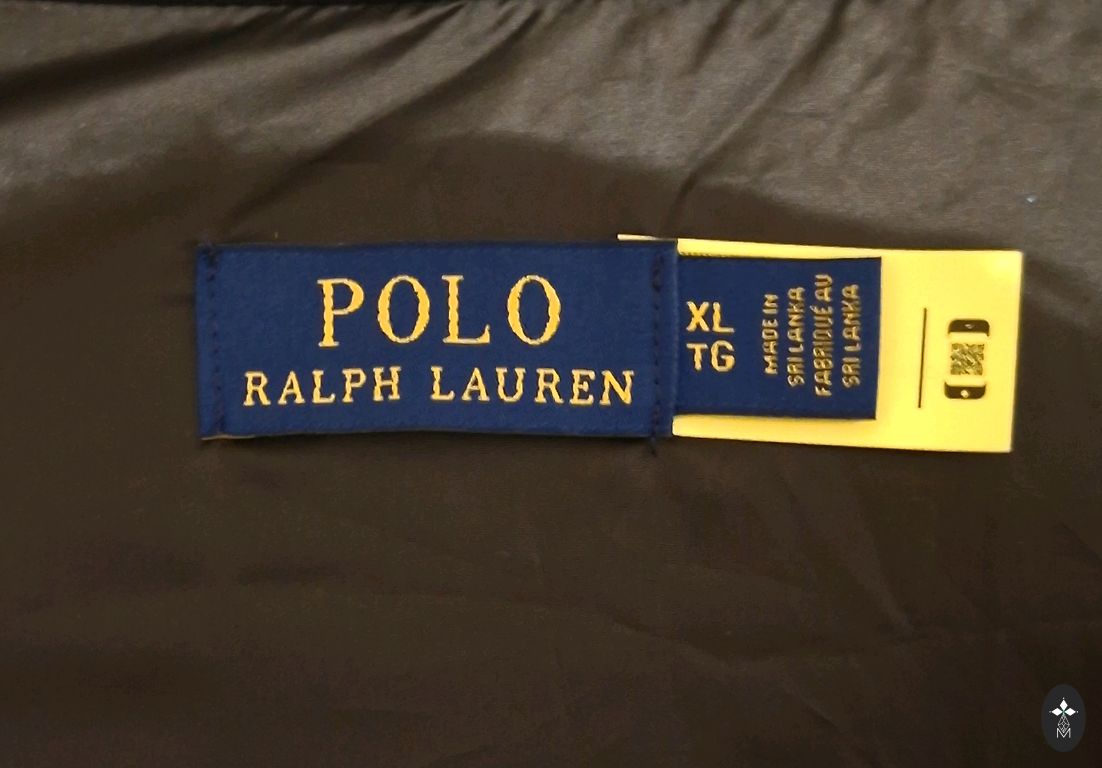 POLO
RALPH LAUREN
XL
TG
MADE IN
SRI LANKA
FABRIQUÉ AU
SRI LANKA
M